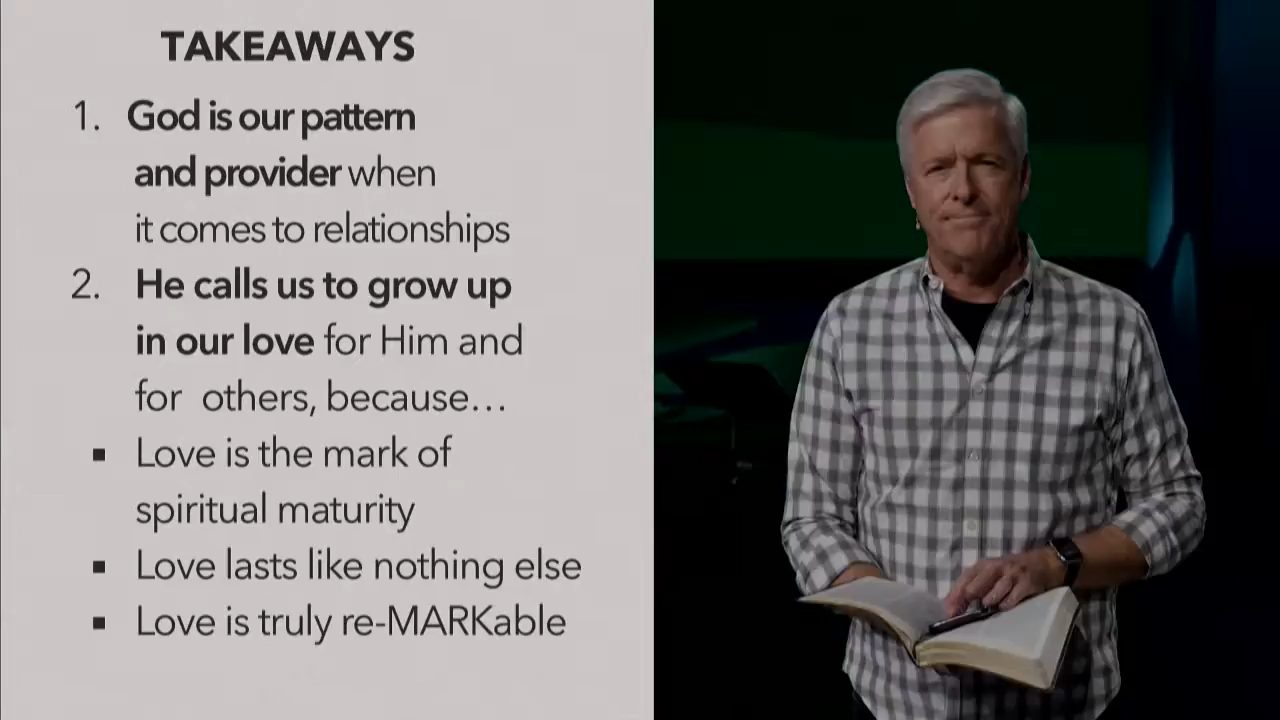 TAKEAWAYS
1. God is our pattern
and provider when
it comes to relationships
2. He calls us to grow up
in our love for Him and
for others, because…
▪ Love is the mark of
spiritual maturity
▪ Love lasts like nothing else
▪ Love is truly re-MARKable